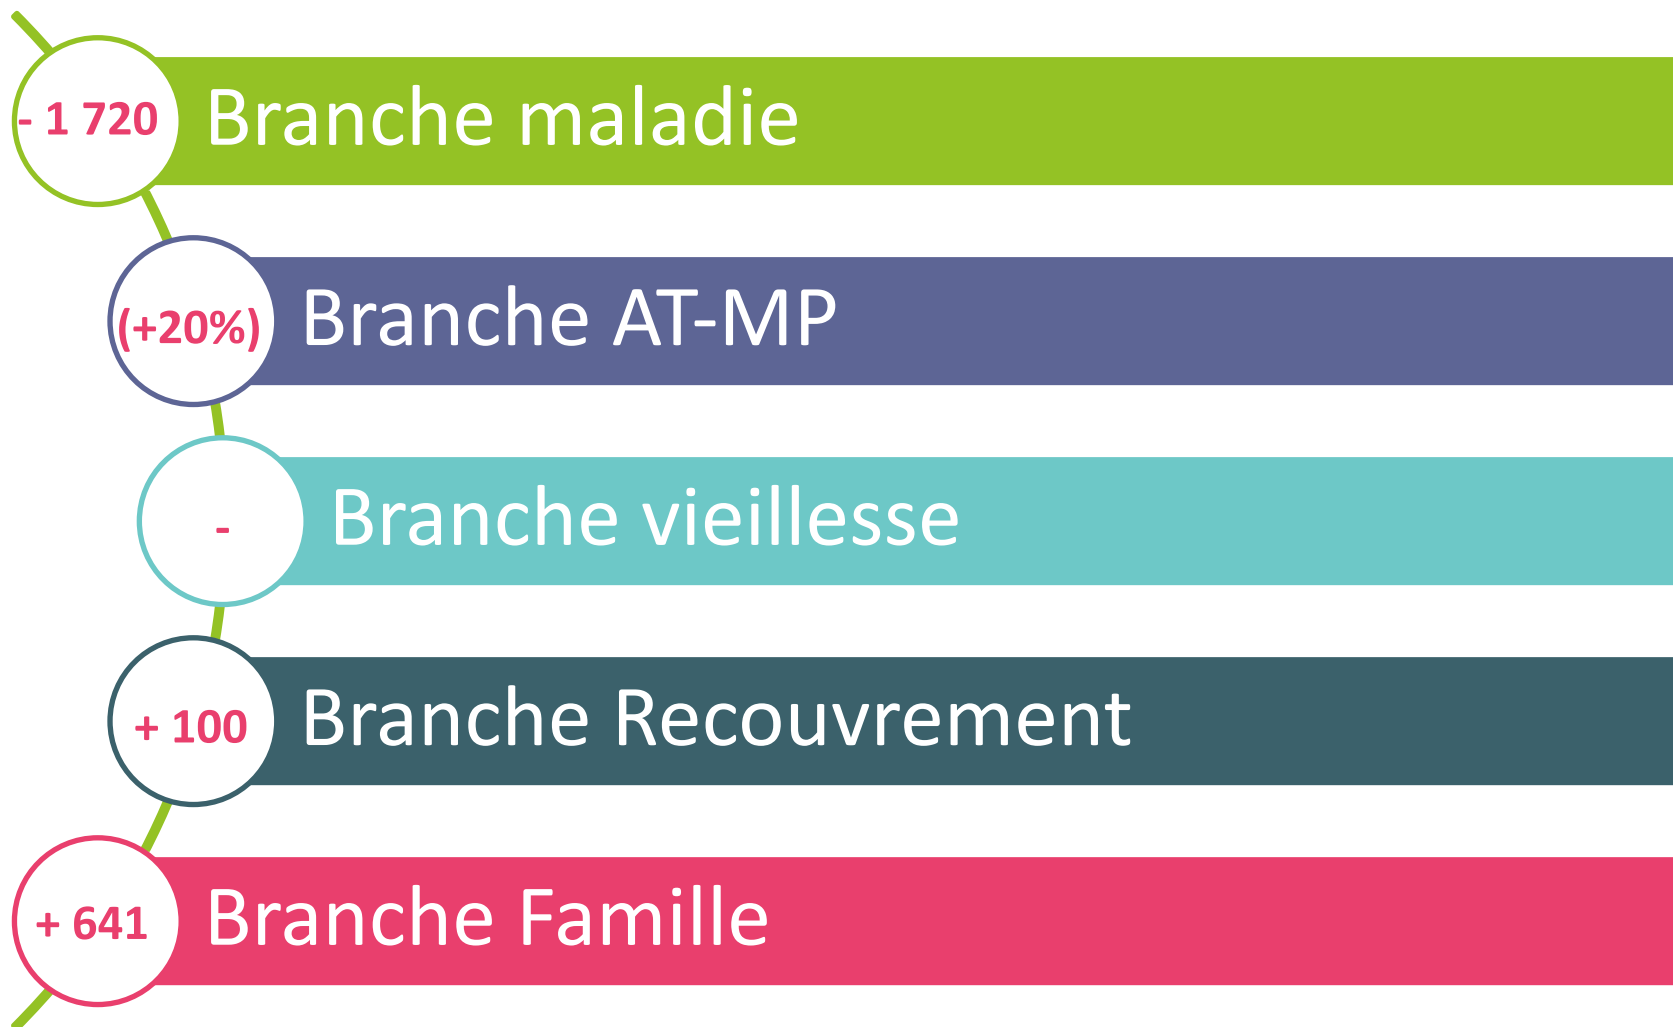 - 1 720 Branche maladie
(+20%) Branche AT-MP
- Branche vieillesse
+ 100 Branche Recouvrement
+ 641 Branche Famille